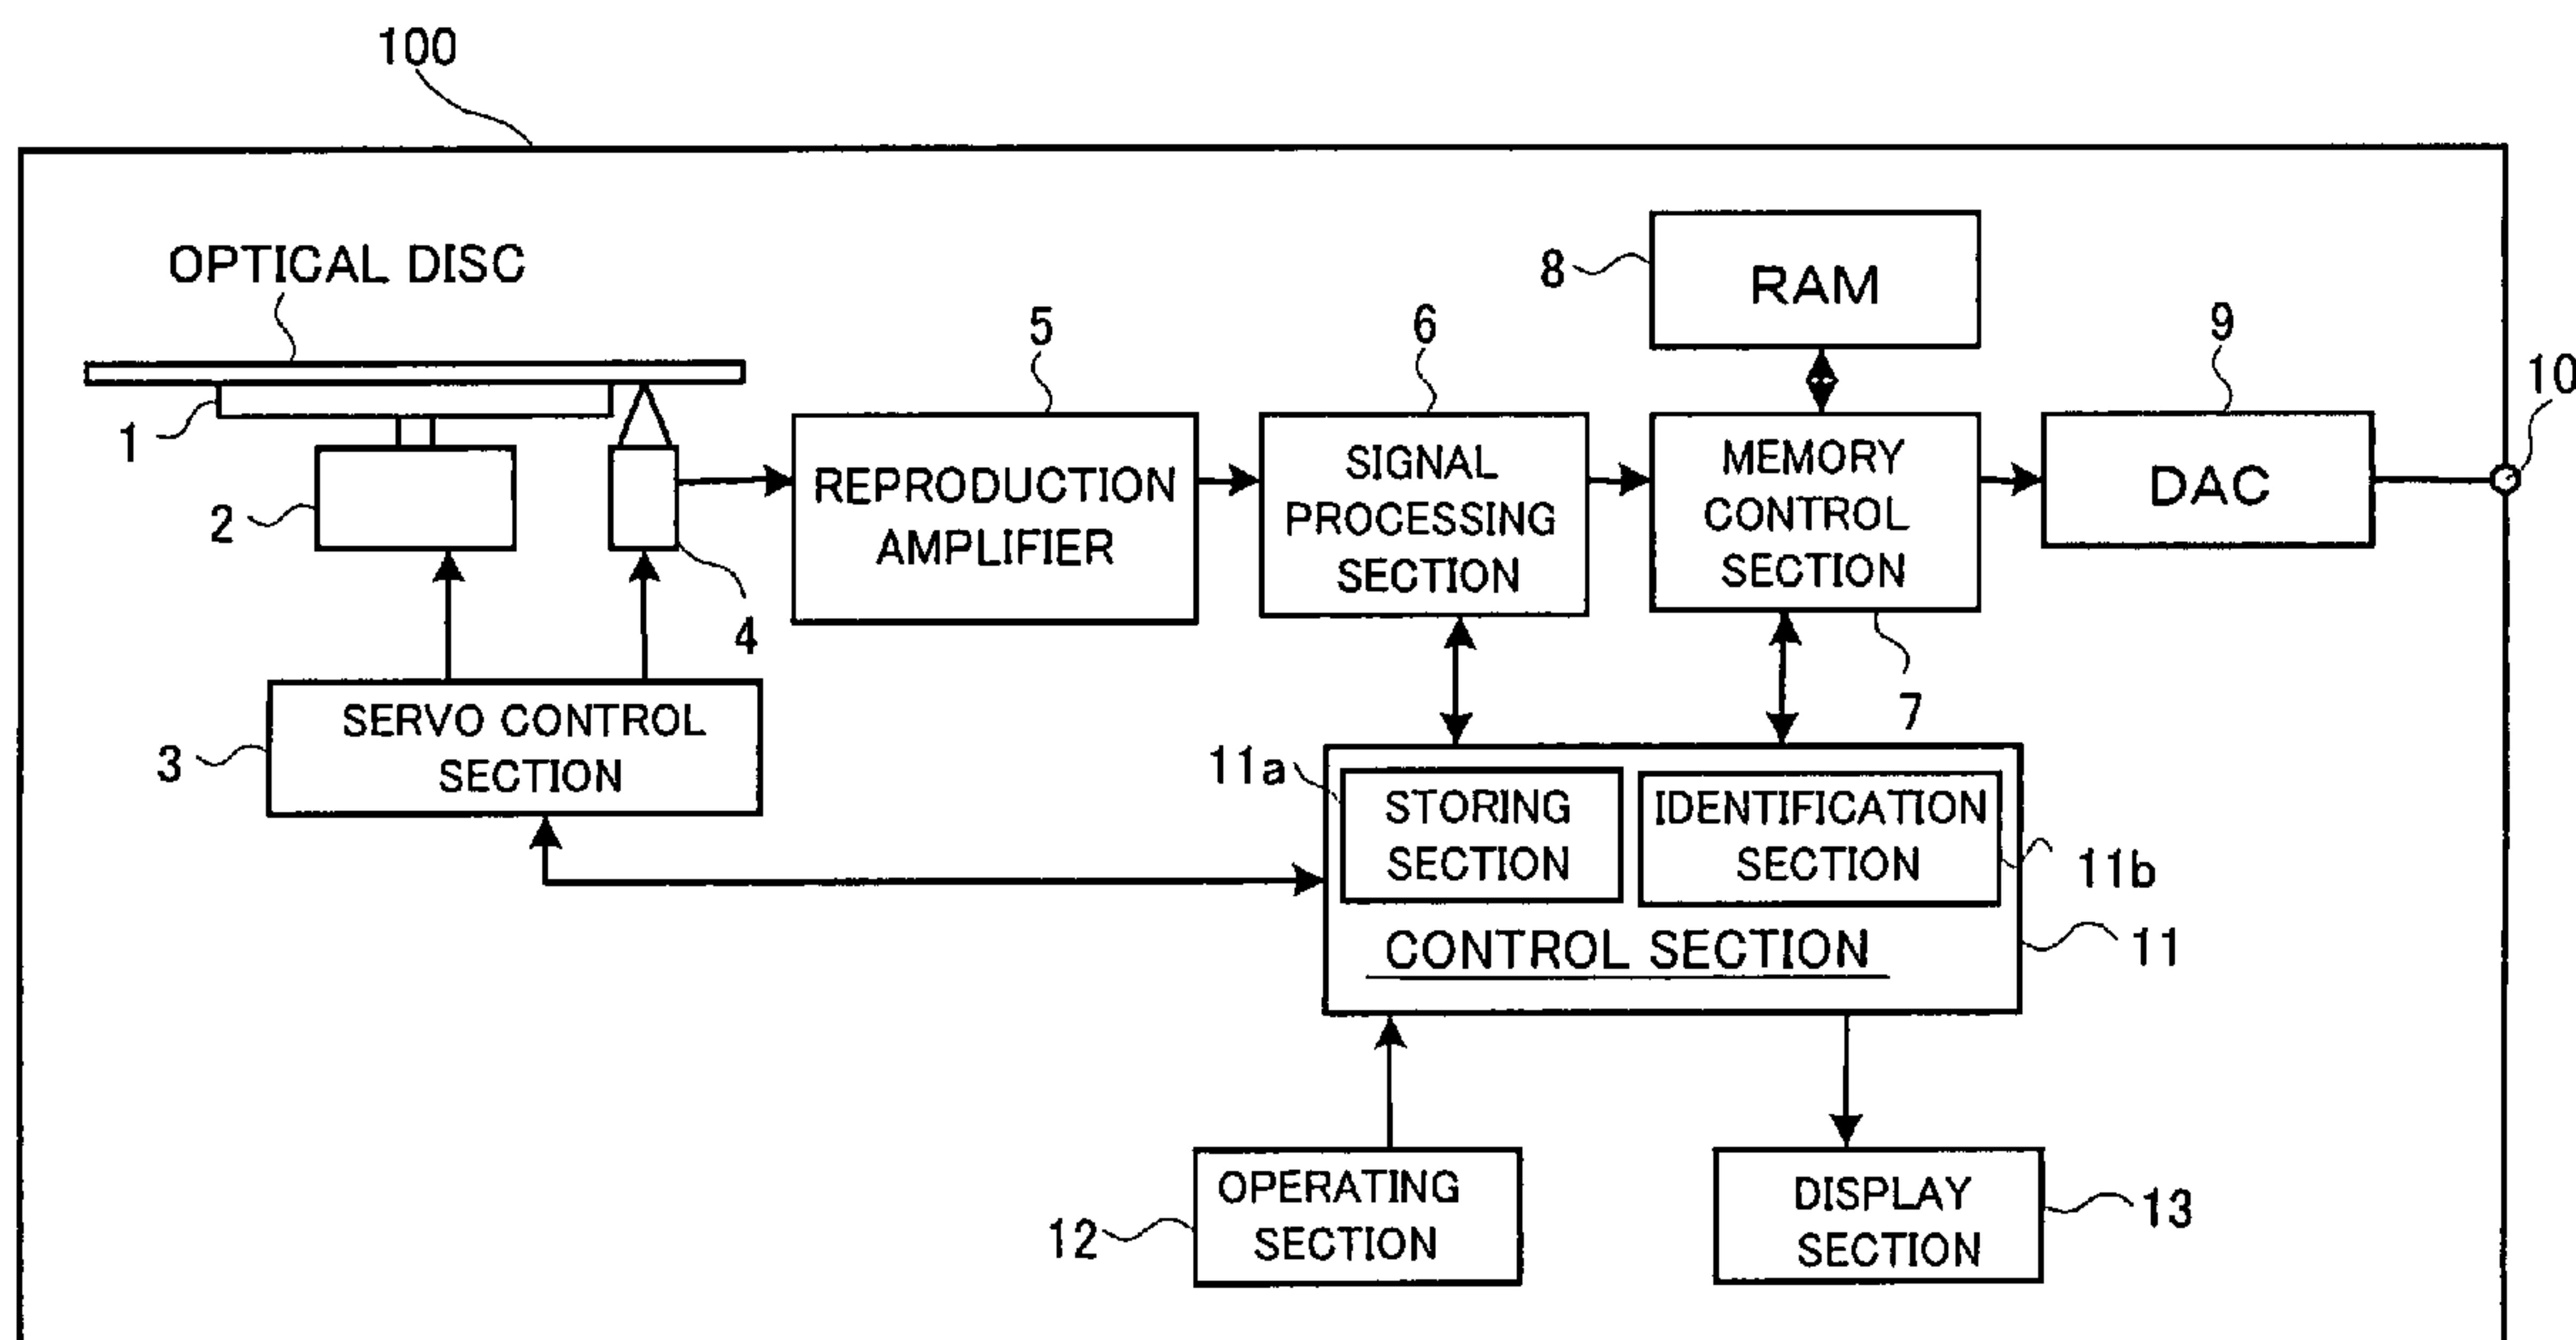 100
OPTICAL DISC
8
RAM
5
6
9
10
1
2
4
REPRODUCTION
AMPLIFIER
SIGNAL
PROCESSING
SECTION
MEMORY
CONTROL
SECTION
DAC
7
3
SERVO CONTROL
SECTION
11a
STORING
SECTION
IDENTIFICATION
SECTION
11b
CONTROL SECTION
11
12
OPERATING
SECTION
DISPLAY
SECTION
13